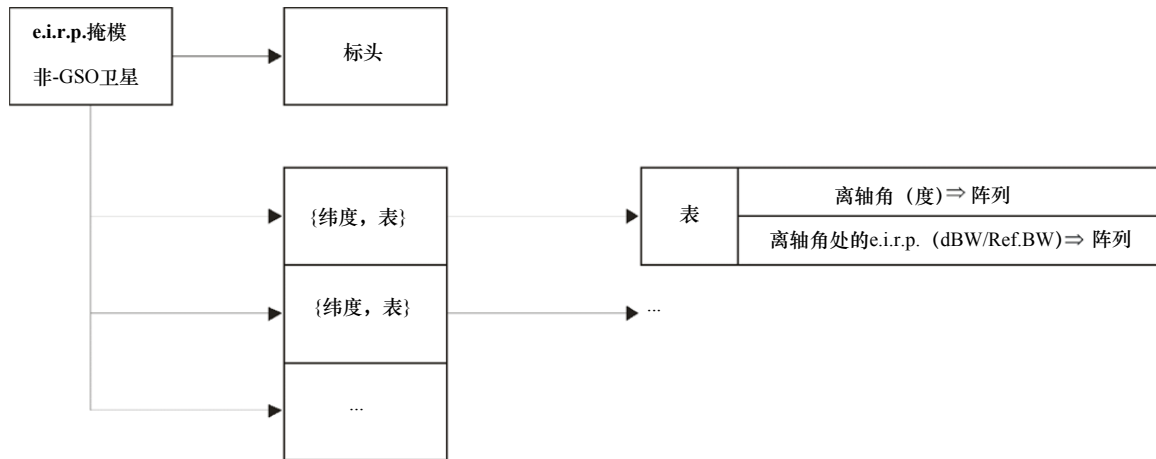 e.i.r.p.掩模
非-GSO卫星
标头
{纬度，表}
表
离轴角（度）⇒ 阵列
离轴角处的e.i.r.p.（dBW/Ref.BW)⇒ 阵列
{纬度，表}
...
...